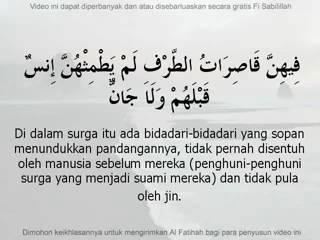 Video ini dapat diperbanyak dan atau disebarluaskan secara gratis Fi Sabilillah
فِيهِنَّ قَاصِرَاتُ الطَّرْفِ لَمْ يَطْمِثْهُنَّ إِنسٌ
قَبْلَهُمْ وَلَا جَانٌّ
Di dalam surga itu ada bidadari-bidadari yang sopan
menundukkan pandangannya, tidak pernah disentuh
oleh manusia sebelum mereka (penghuni-penghuni
surga yang menjadi suami mereka) dan tidak pula
oleh jin.
Dimohon keikhlasannya untuk mengirimkan Al Fatihah bagi para penyusun video ini